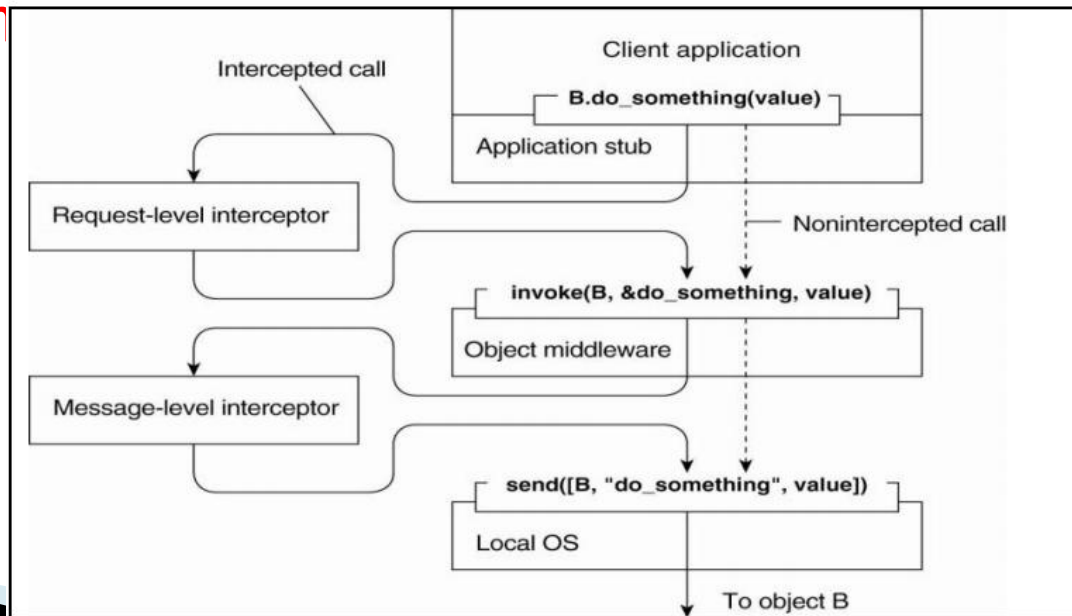 Client application
Intercepted call
B.do_something(value)
Application stub
Request-level interceptor
Nonintercepted call
invoke(B, &do_something, value)
Object middleware
Message-level interceptor
send([B, "do_something", value])
Local OS
To object B